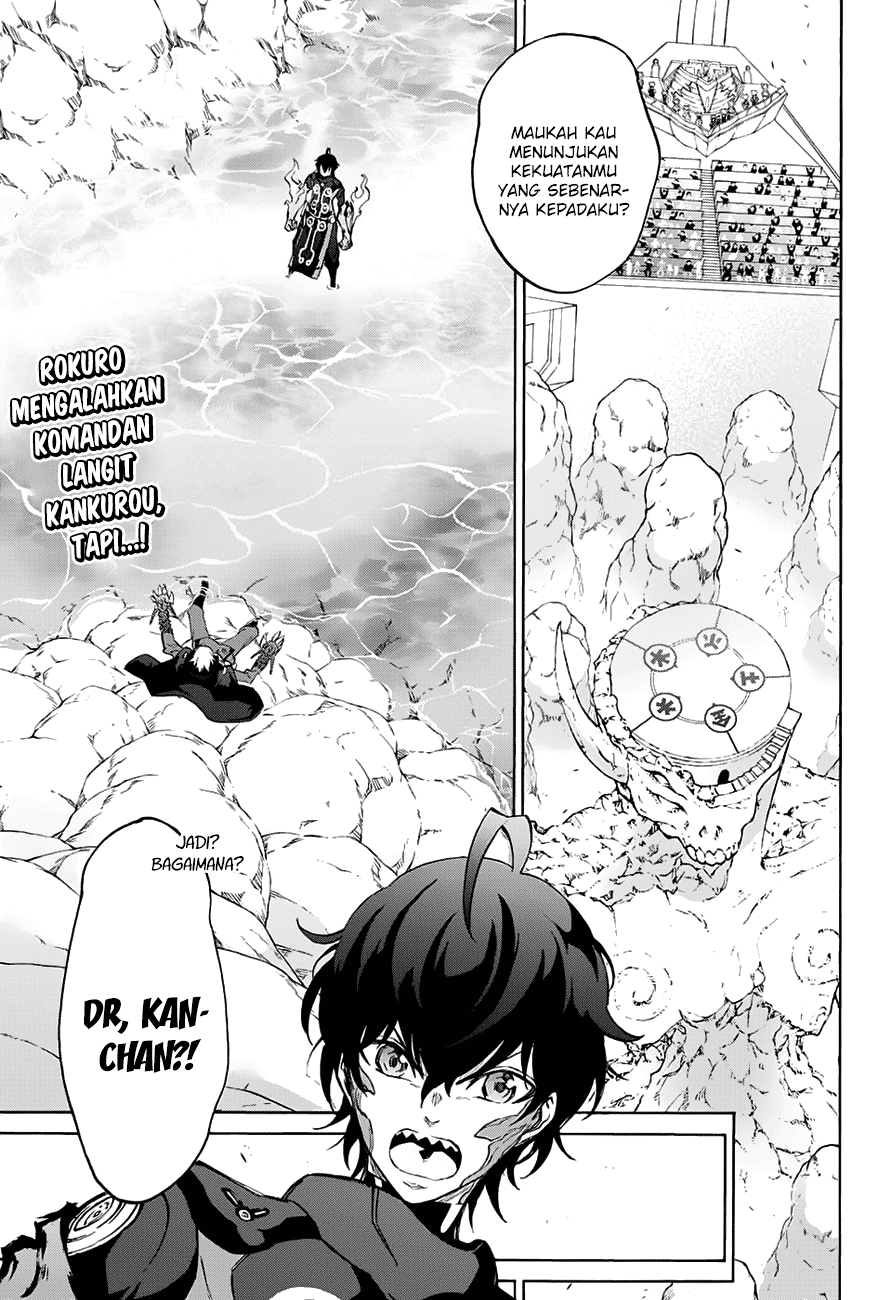 MAUKAH KAU
MENUNJUKAN
KEKUATANMU
YANG SEBENAR-
NYA KEPADAKU?
ROKURO
MENGALAHKAN
KOMANDAN
LANGIT
KANKUROU,
TAPI...!
JADI?
BAGAIMANA?
DR, KAN-
CHAN?!